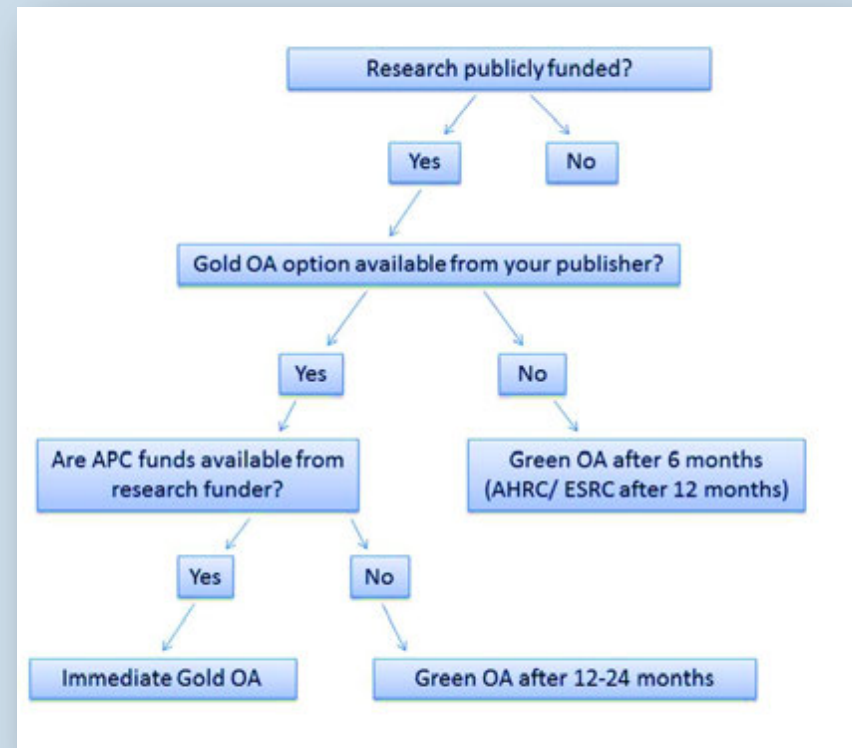 Research publicly funded?
Yes
No
Gold OA option available from your publisher?
Yes
No
Are APC funds available from
research funder?
Green OA after 6 months
(AHRC/ ESRC after 12 months)
Yes
No
Immediate Gold OA
Green OA after 12-24 months